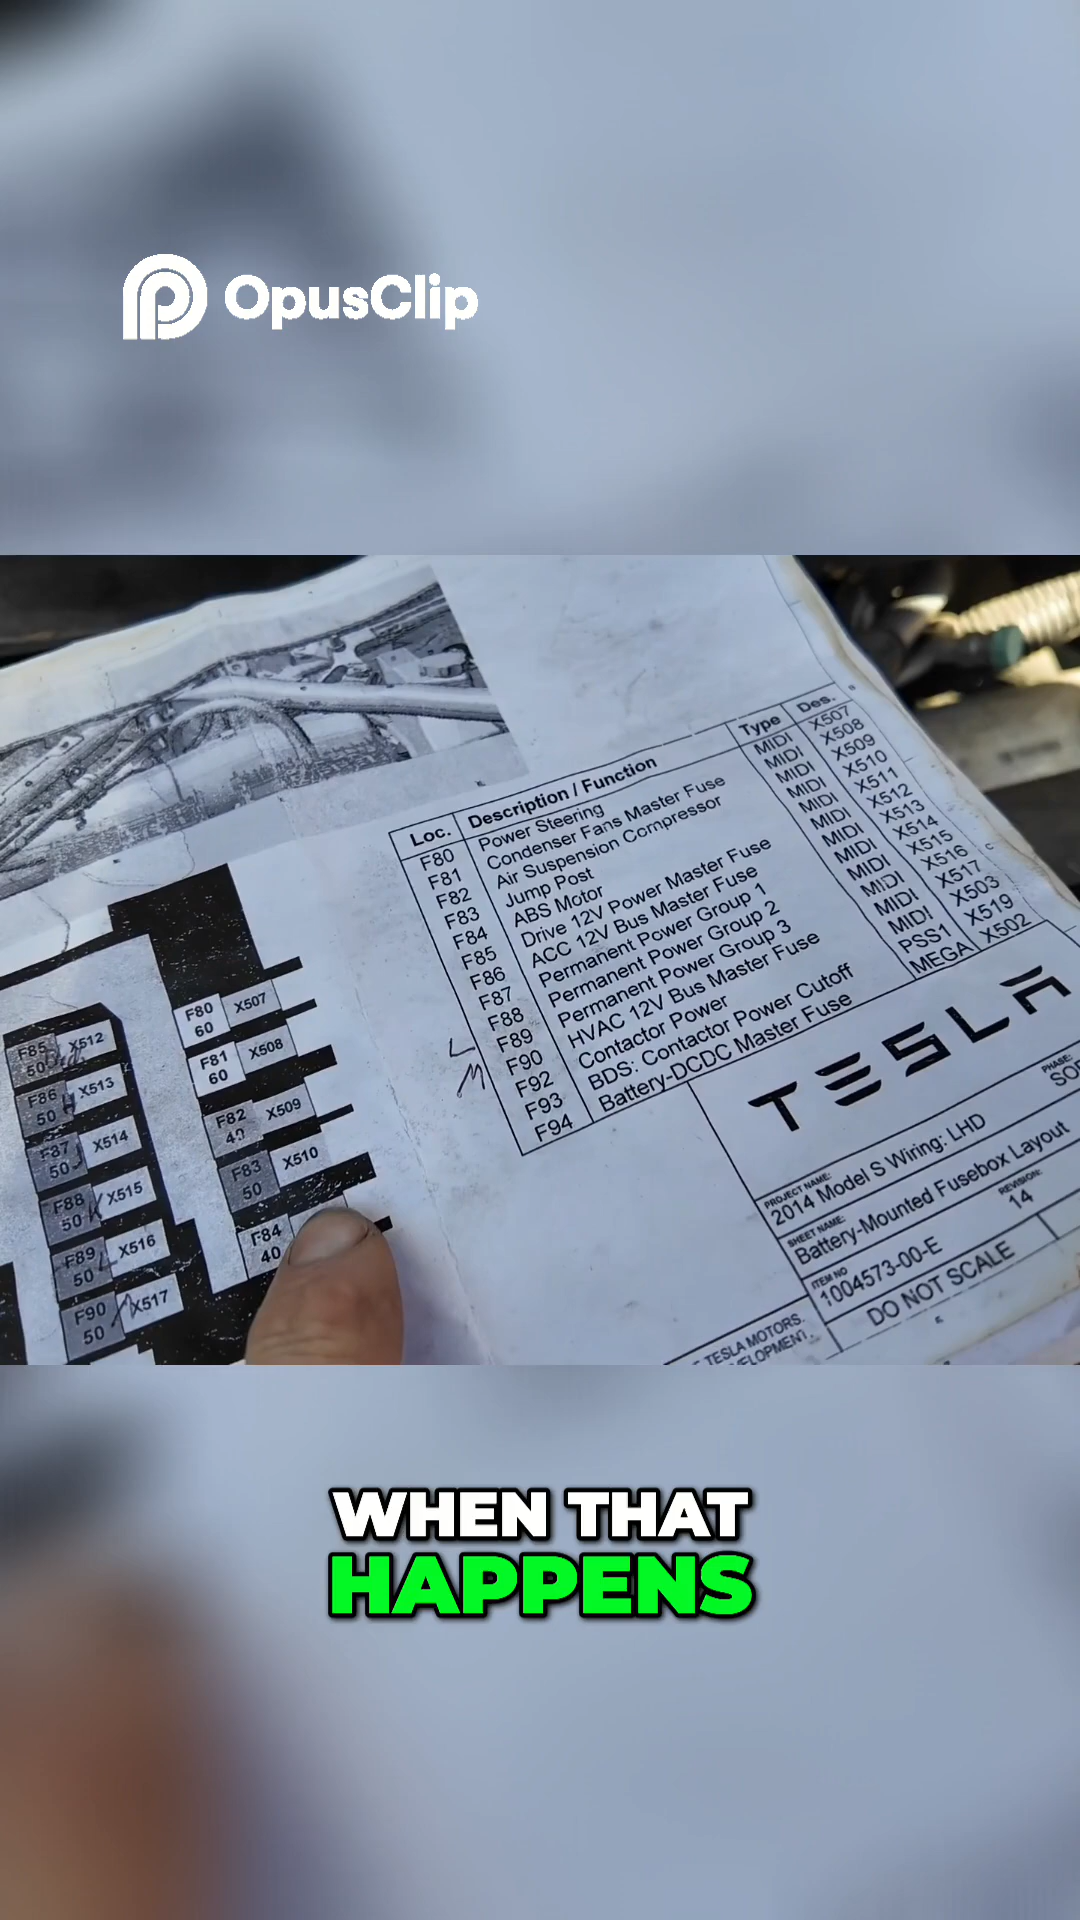 OpusClip
Loc. Description / Function Type Des.
F80 Power Steering MIDI X507
F81 Condenser Fans Master Fuse MIDI X508
F82 Air Suspension Compressor MIDI X509
F83 Jump Post MIDI X510
F84 ABS Motor MIDI X511
F85 Drive 12V Power Master Fuse MIDI X512
F86 ACC 12V Bus Master Fuse MIDI X513
F87 Permanent Power Group 1 MIDI X514
F88 Permanent Power Group 2 MIDI X515
F89 Permanent Power Group 3 MIDI X516
F90 HVAC 12V Bus Master Fuse MIDI X517
F92 Contactor Power X503
F93 BDS: Contactor Power Cutoff PSS1 X519
F94 Battery-DCDC Master Fuse MEGA X502
L
M
F85 X512
50
F86 X513
50
F87 X514
50
F88 X515
50
F89 X516
50
F90 X517
50
F80 X507
60
F81 X508
60
F82 X509
40
F83 X510
50
F84
40
TESLA
PROJECT NAME:
2014 Model S Wiring: LHD
PHASE:
SOP
SHEET NAME:
Battery-Mounted Fusebox Layout
ITEM NO
1004573-00-E
REVISION:
14
DO NOT SCALE
TESLA MOTORS.
WHEN THAT
HAPPENS